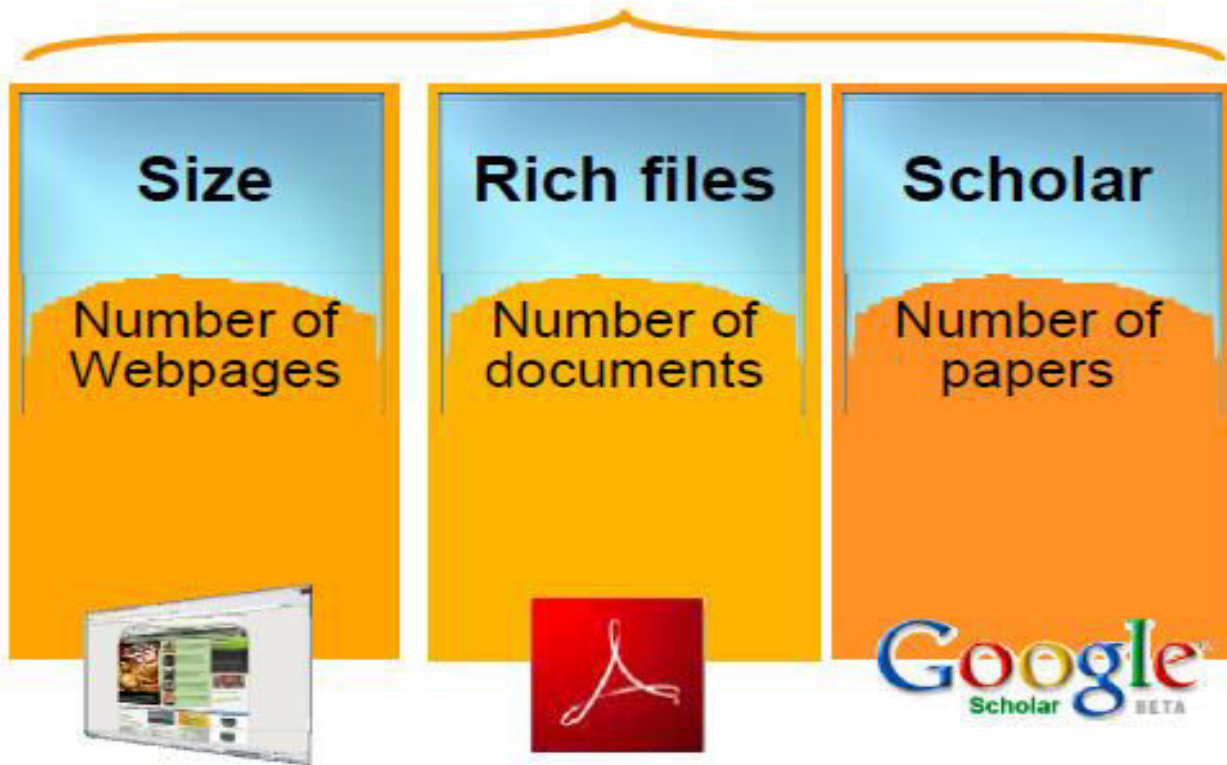 Size
Number of
Webpages
Rich files
Number of
documents
Scholar
Number of
papers
Google
Scholar BETA